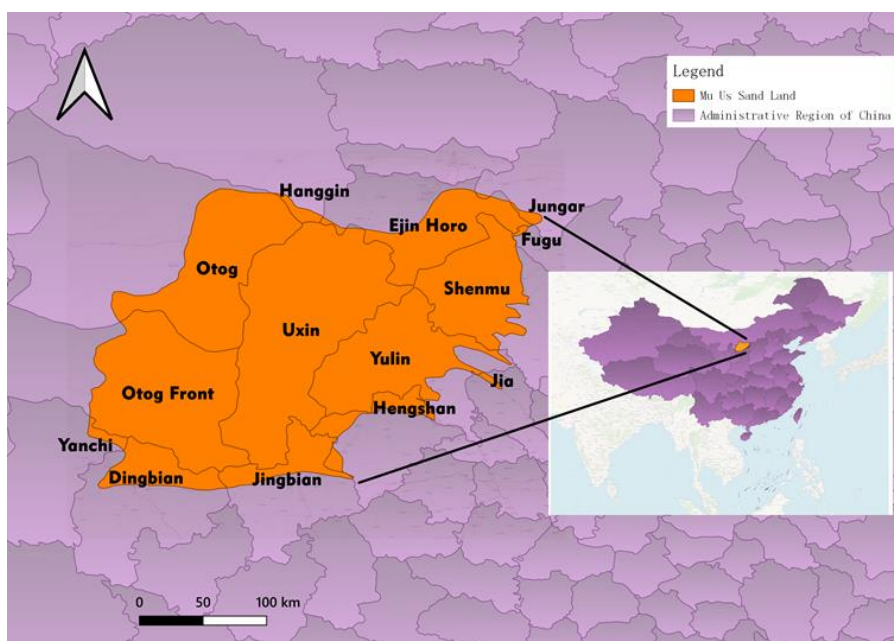 Legend
Mu Us Sand Land
Administrative Region of China
Hanggin
Jungar
Ejin Horo
Fugu
Otog
Shenmu
Uxin
Yulin
Otog Front
Jia
Hengshan
Yanchi
Dingbian
Jingbian
0 50 100 km